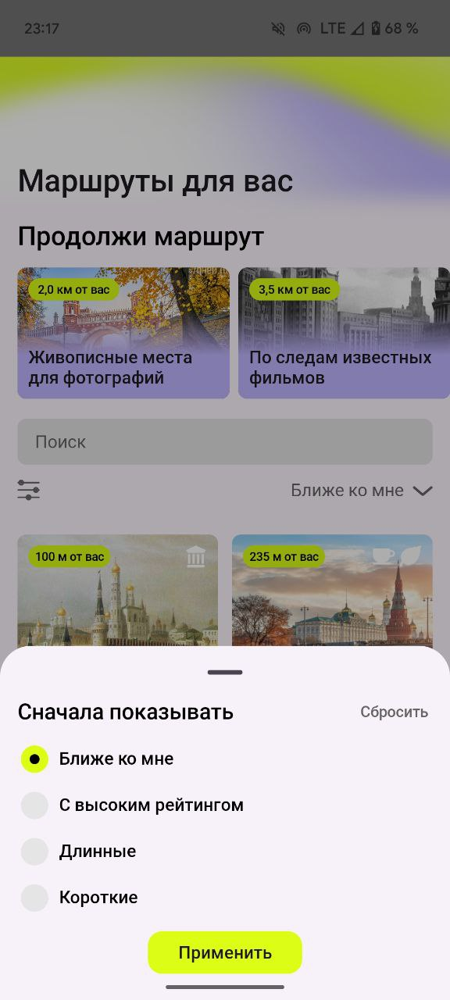 23:17
LTE 68 %
Маршруты для вас
Продолжи маршрут
2,0 км от вас
Живописные места
для фотографий
3,5 км от вас
По следам известных
фильмов
Поиск
Ближе ко мне
100 м от вас
235 м от вас
Сначала показывать
Сбросить
Ближе ко мне
С высоким рейтингом
Длинные
Короткие
Применить